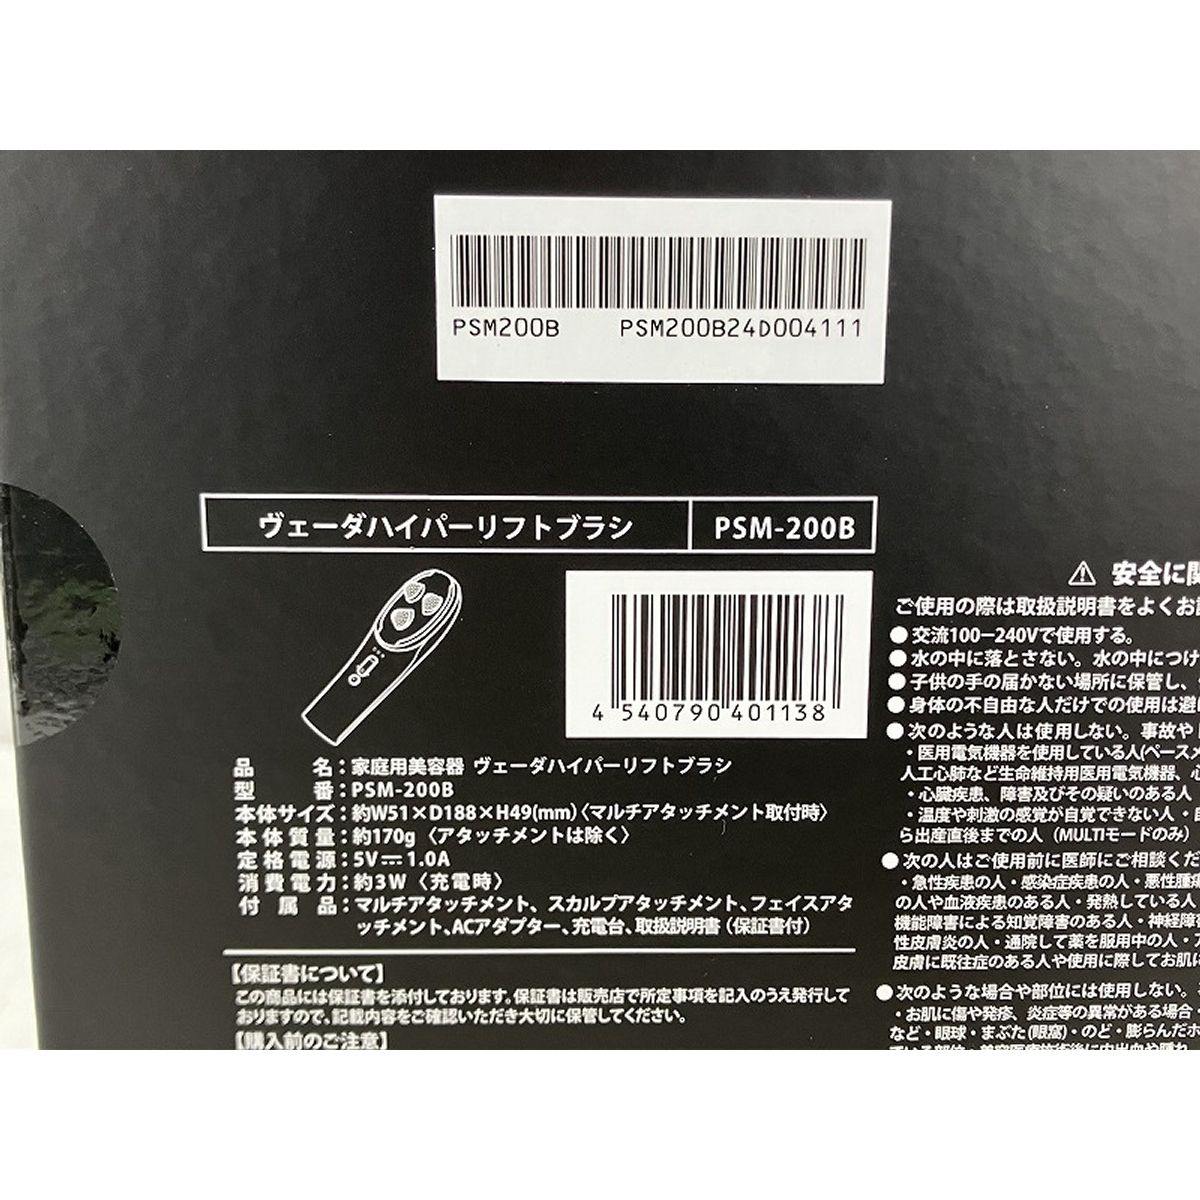 PSM200B PSM200B24D004111
ヴェーダハイパーリフトブラシ PSM-200B
4 540790 401138
品名：家庭用美容器 ヴェーダハイパーリフトブラシ
型番：PSM-200B
本体サイズ：約W51×D188×H49(mm)〈マルチアタッチメント取付時〉
本体質量：約170g〈アタッチメントは除く〉
定格電源：5V⎓1.0A
消費電力：約3W〈充電時〉
付属品：マルチアタッチメント、スカルプアタッチメント、フェイスアタ
ッチメント、ACアダプター、充電台、取扱説明書（保証書付）
【保証書について】
この商品には保証書を添付しております。保証書は販売店で所定事項を記入のうえ発行して
おりますので、記載内容をご確認いただき大切に保管してください。
【購入前のご注意】
⚠ 安全に
ご使用の際は取扱説明書をよくお
●交流100−240Vで使用する。
●水の中に落とさない。水の中につけ
●子供の手の届かない場所に保管し、
●身体の不自由な人だけでの使用は避
●次のような人は使用しない。事故や
・医用電気機器を使用している人(ペースメ
人工心肺など生命維持用医用電気機器、心
・心臓疾患、障害及びその疑いのある人
・温度や刺激の感覚が自覚できない人・
ら出産直後までの人（MULTIモードのみ）
●次の人はご使用前に医師にご相談くだ
・急性疾患の人・感染症疾患の人・悪性腫瘍
の人や血液疾患のある人・発熱している人
機能障害による知覚障害のある人・神経障
性皮膚炎の人・通院して薬を服用中の人・ア
皮膚に既往症のある人や使用に際してお肌に
●次のような場合や部位には使用しない。
・お肌に傷や発疹、炎症等の異常がある場合・
など・眼球・まぶた(眼窩)・のど・膨らんだホ